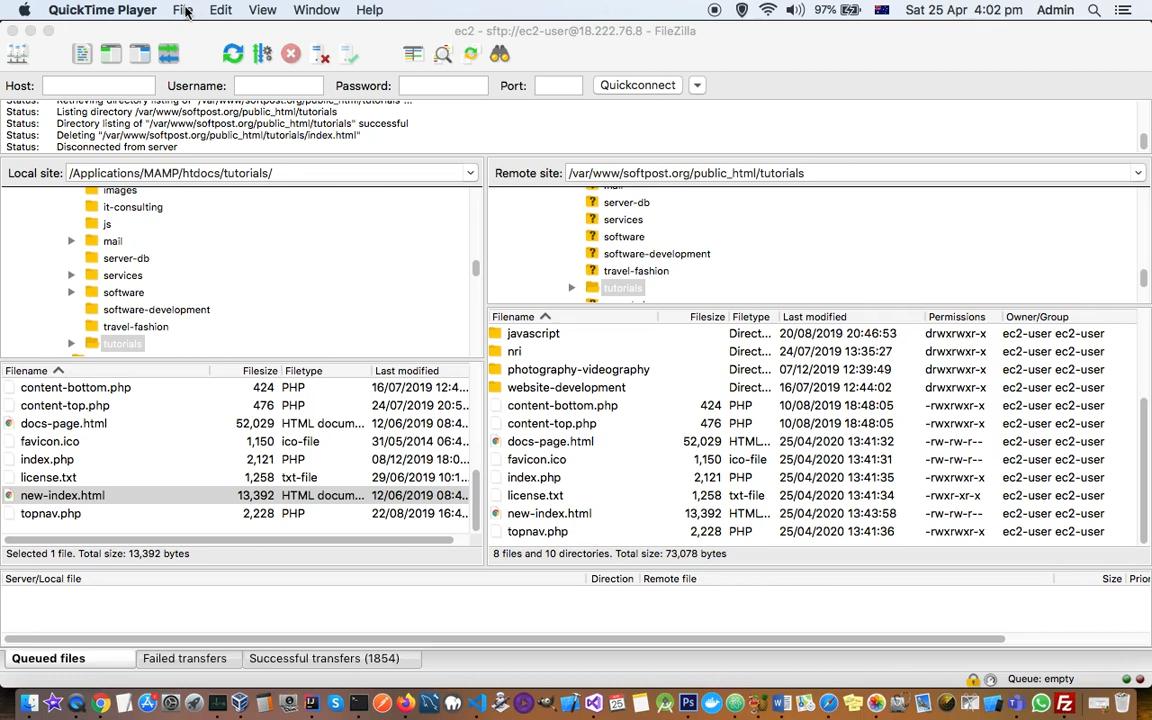 QuickTime Player File Edit View Window Help 97% Sat 25 Apr 4:02 pm Admin
ec2 - sftp://ec2-user@18.222.76.8 - FileZilla
Host: Username: Password: Port: Quickconnect
Status: Retrieving directory listing of "/var/www/softpost.org/public_html/tutorials"...
Status: Listing directory /var/www/softpost.org/public_html/tutorials
Status: Directory listing of "/var/www/softpost.org/public_html/tutorials" successful
Status: Deleting "/var/www/softpost.org/public_html/tutorials/index.html"
Status: Disconnected from server
Local site: /Applications/MAMP/htdocs/tutorials/
images
it-consulting
js
mail
server-db
services
software
software-development
travel-fashion
tutorials
Filename Filesize Filetype Last modified
content-bottom.php 424 PHP 16/07/2019 12:4...
content-top.php 476 PHP 24/07/2019 20:5...
docs-page.html 52,029 HTML docum... 12/06/2019 08:4...
favicon.ico 1,150 ico-file 31/05/2014 06:4...
index.php 2,121 PHP 08/12/2019 18:0...
license.txt 1,258 txt-file 29/06/2019 10:1...
new-index.html 13,392 HTML docum... 12/06/2019 08:4...
topnav.php 2,228 PHP 22/08/2019 16:4...
Selected 1 file. Total size: 13,392 bytes
Remote site: /var/www/softpost.org/public_html/tutorials
mail
server-db
services
software
software-development
travel-fashion
tutorials
Filename Filesize Filetype Last modified Permissions Owner/Group
javascript Direct... 20/08/2019 20:46:53 drwxrwxr-x ec2-user ec2-user
nri Direct... 24/07/2019 13:35:27 drwxrwxr-x ec2-user ec2-user
photography-videography Direct... 07/12/2019 12:39:49 drwxrwxr-x ec2-user ec2-user
website-development Direct... 16/07/2019 12:44:02 drwxrwxr-x ec2-user ec2-user
content-bottom.php 424 PHP 10/08/2019 18:48:05 -rwxrwxr-x ec2-user ec2-user
content-top.php 476 PHP 10/08/2019 18:48:05 -rwxrwxr-x ec2-user ec2-user
docs-page.html 52,029 HTML... 25/04/2020 13:41:32 -rw-rw-r-- ec2-user ec2-user
favicon.ico 1,150 ico-file 25/04/2020 13:41:31 -rw-rw-r-- ec2-user ec2-user
index.php 2,121 PHP 25/04/2020 13:41:35 -rwxrwxr-x ec2-user ec2-user
license.txt 1,258 txt-file 25/04/2020 13:41:34 -rwxr-xr-x ec2-user ec2-user
new-index.html 13,392 HTML... 25/04/2020 13:43:58 -rw-rw-r-- ec2-user ec2-user
topnav.php 2,228 PHP 25/04/2020 13:41:36 -rwxrwxr-x ec2-user ec2-user
8 files and 10 directories. Total size: 73,078 bytes
Server/Local file Direction Remote file Size Prior
Queued files Failed transfers Successful transfers (1854)
Queue: empty